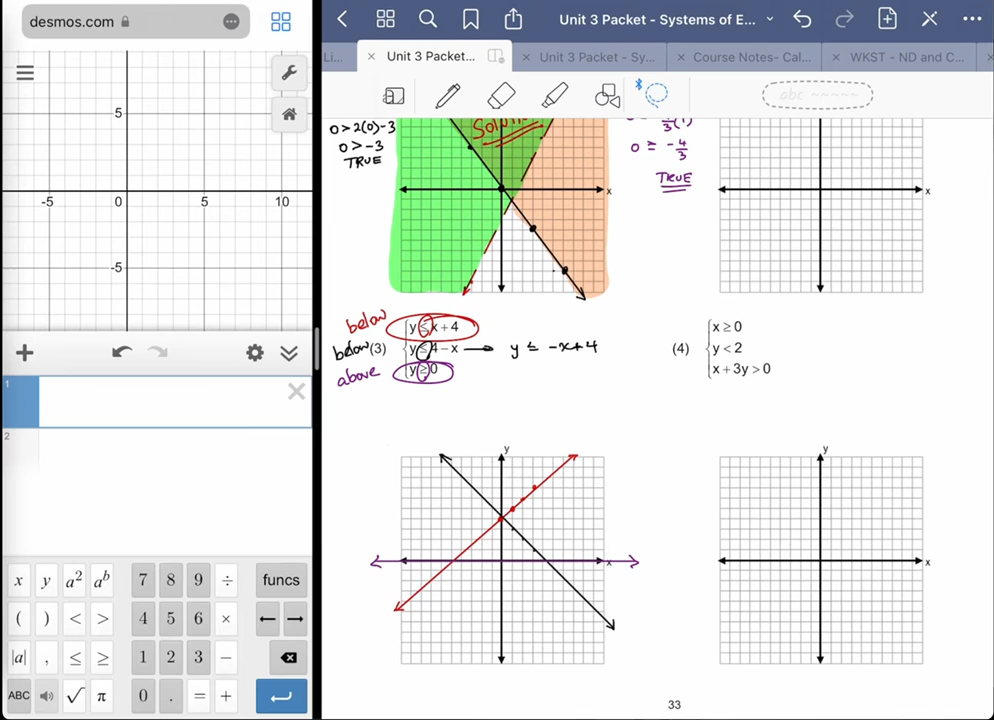 desmos.com
Unit 3 Packet - Systems of E...
Li...
Unit 3 Packet...
Unit 3 Packet - Sy...
Course Notes- Cal...
WKST - ND and C...
abc
5
-5
0
5
10
-5
1
2
x y a² aᵇ 7 8 9 ÷ funcs
( ) < > 4 5 6 × ← →
|a| , ≤ ≥ 1 2 3 −
ABC √ π 0 . = +
0 > 2(0) - 3
0 > -3
TRUE
x
0 ≥ -4/3
TRUE
x
below
y ≤ x + 4
below (3) y ≤ 4 − x → y ≤ -x+4
above y ≥ 0
(4) x ≥ 0
y < 2
x + 3y > 0
y
x
y
x
33